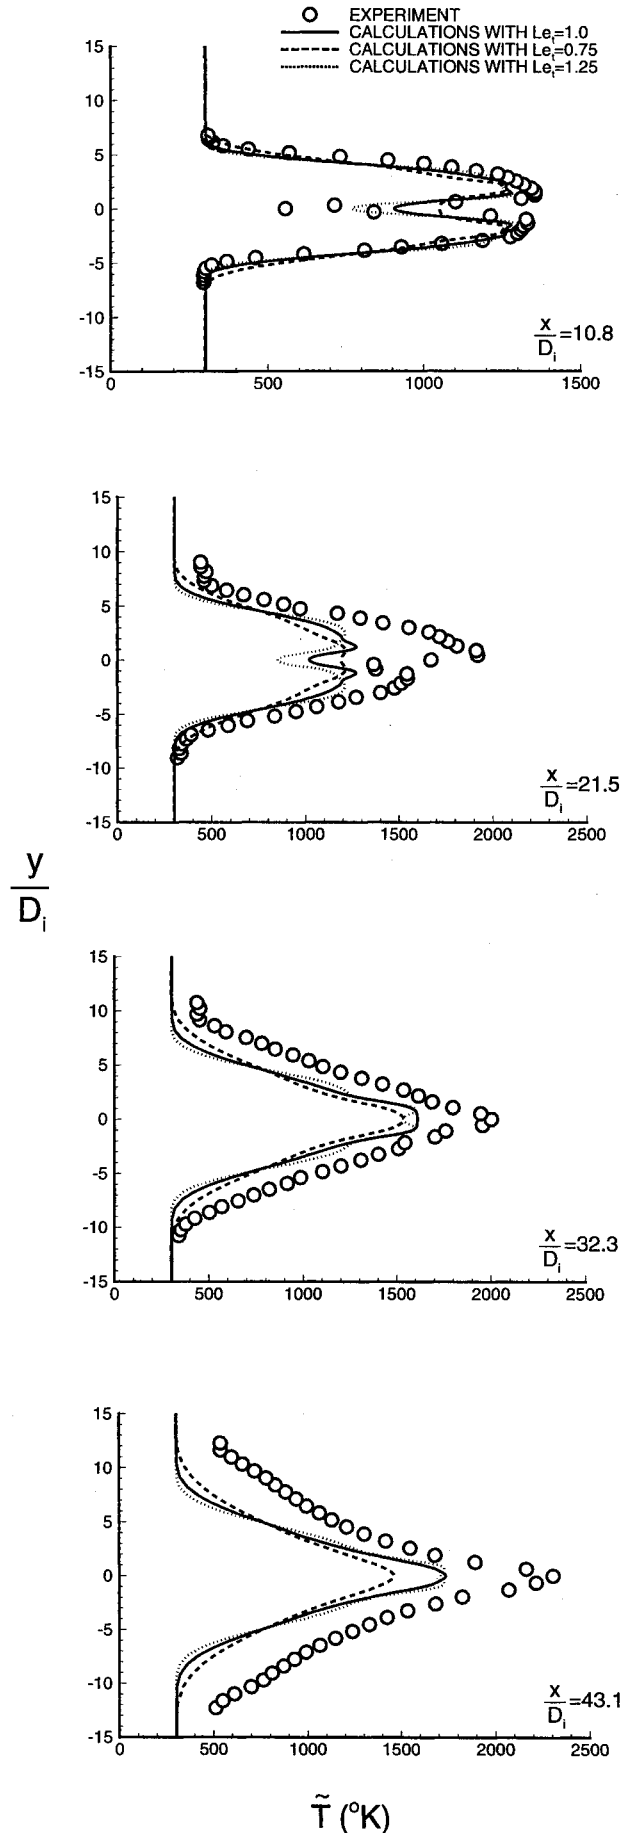 EXPERIMENT
CALCULATIONS WITH Le_t=1.0
CALCULATIONS WITH Le_t=0.75
CALCULATIONS WITH Le_t=1.25
15
10
5
0
-5
-10
-15
x/D_i=10.8
0 500 1000 1500
15
10
5
0
-5
-10
-15
x/D_i=21.5
0 500 1000 1500 2000 2500
y/D_i
15
10
5
0
-5
-10
-15
x/D_i=32.3
0 500 1000 1500 2000 2500
15
10
5
0
-5
-10
-15
x/D_i=43.1
0 500 1000 1500 2000 2500
T̃ (°K)